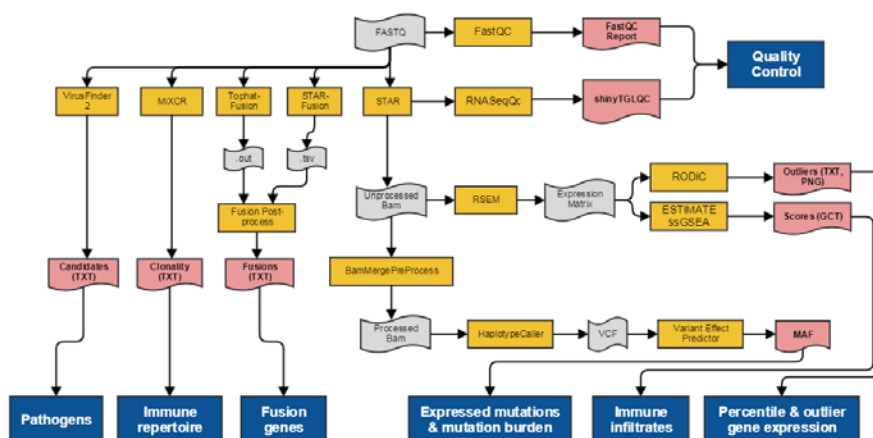 FASTQ
FastQC
FastQC
Report
Quality
Control
VirusFinder
2
MiXCR
Tophat-
Fusion
STAR-
Fusion
STAR
RNASeqQc
shinyTGLQC
.out
.tsv
Unprocessed
Bam
RSEM
Expression
Matrix
RODiC
Outliers (TXT,
PNG)
ESTIMATE
ssGSEA
Scores (GCT)
Fusion Post-
process
Candidates
(TXT)
Clonality
(TXT)
Fusions
(TXT)
BamMergePreProcess
Processed
Bam
HaplotypeCaller
VCF
Variant Effect
Predictor
MAF
Pathogens
Immune
repertoire
Fusion
genes
Expressed mutations
& mutation burden
Immune
infiltrates
Percentile & outlier
gene expression